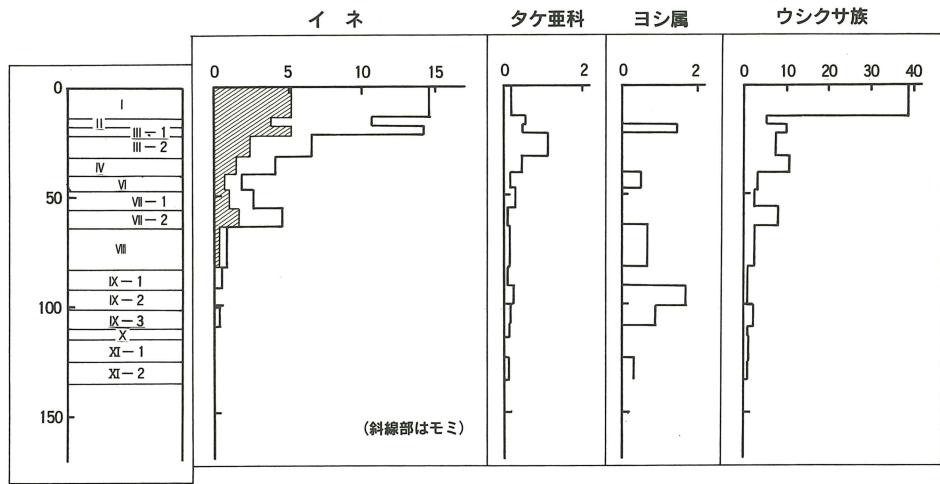 イ ネ タケ亜科 ヨシ属 ウシクサ族
0 5 10 15 0 2 0 2 0 10 20 30 40
0
I
II
III-1
III-2
IV
VI
50
VII-1
VII-2
VIII
IX-1
IX-2
100
IX-3
X
XI-1
XI-2
150
(斜線部はモミ)